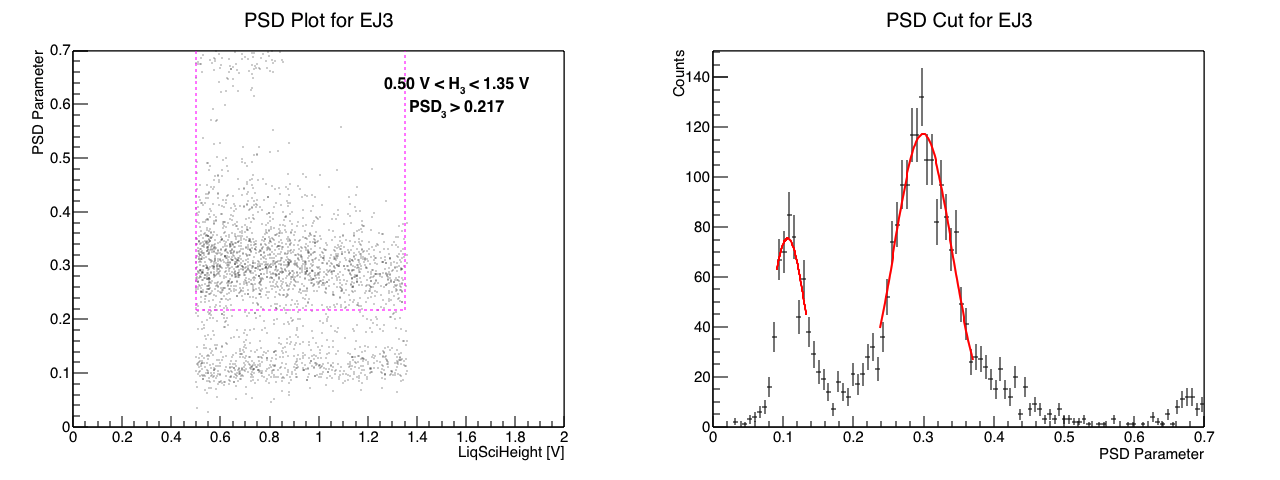 PSD Plot for EJ3
PSD Parameter
0.7
0.6
0.5
0.4
0.3
0.2
0.1
0
0.50 V < H3 < 1.35 V
PSD3 > 0.217
0 0.2 0.4 0.6 0.8 1 1.2 1.4 1.6 1.8 2
LiqSciHeight [V]
PSD Cut for EJ3
Counts
140
120
100
80
60
40
20
0
0 0.1 0.2 0.3 0.4 0.5 0.6 0.7
PSD Parameter